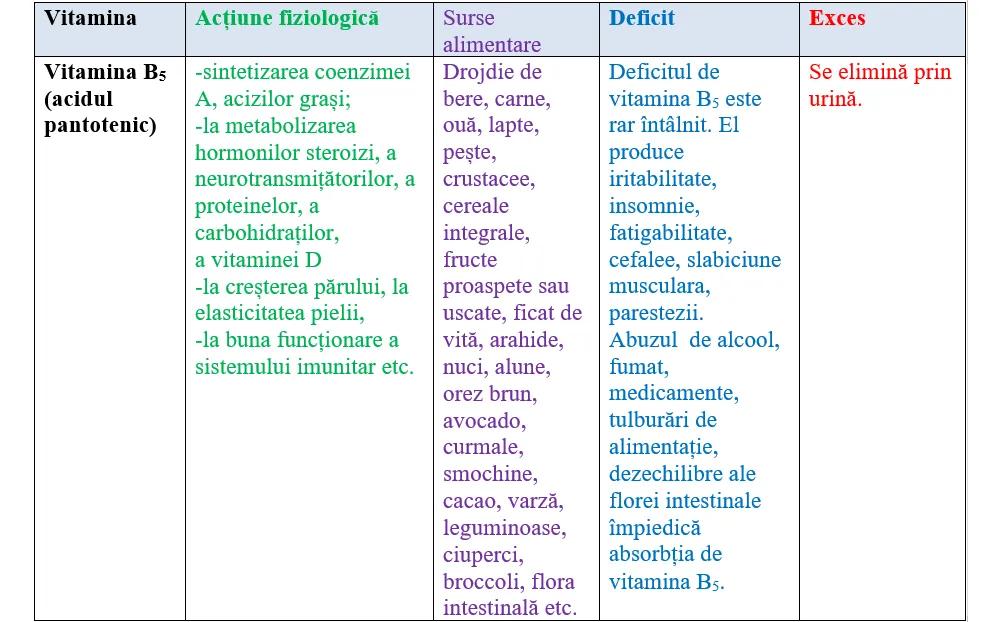 Vitamina
Acțiune fiziologică
Surse
alimentare
Deficit
Exces
Vitamina B₅
(acidul
pantotenic)
-sintetizarea coenzimei
A, acizilor grași;
-la metabolizarea
hormonilor steroizi, a
neurotransmițătorilor, a
proteinelor, a
carbohidraților,
a vitaminei D
-la creșterea părului, la
elasticitatea pielii,
-la buna funcționare a
sistemului imunitar etc.
Drojdie de
bere, carne,
ouă, lapte,
pește,
crustacee,
cereale
integrale,
fructe
proaspete sau
uscate, ficat de
vită, arahide,
nuci, alune,
orez brun,
avocado,
curmale,
smochine,
cacao, varză,
leguminoase,
ciuperci,
broccoli, flora
intestinală etc.
Deficitul de
vitamina B₅ este
rar întâlnit. El
produce
iritabilitate,
insomnie,
fatigabilitate,
cefalee, slabiciune
musculara,
parestezii.
Abuzul  de alcool,
fumat,
medicamente,
tulburări de
alimentație,
dezechilibre ale
florei intestinale
împiedică
absorbția de
vitamina B₅.
Se elimină prin
urină.